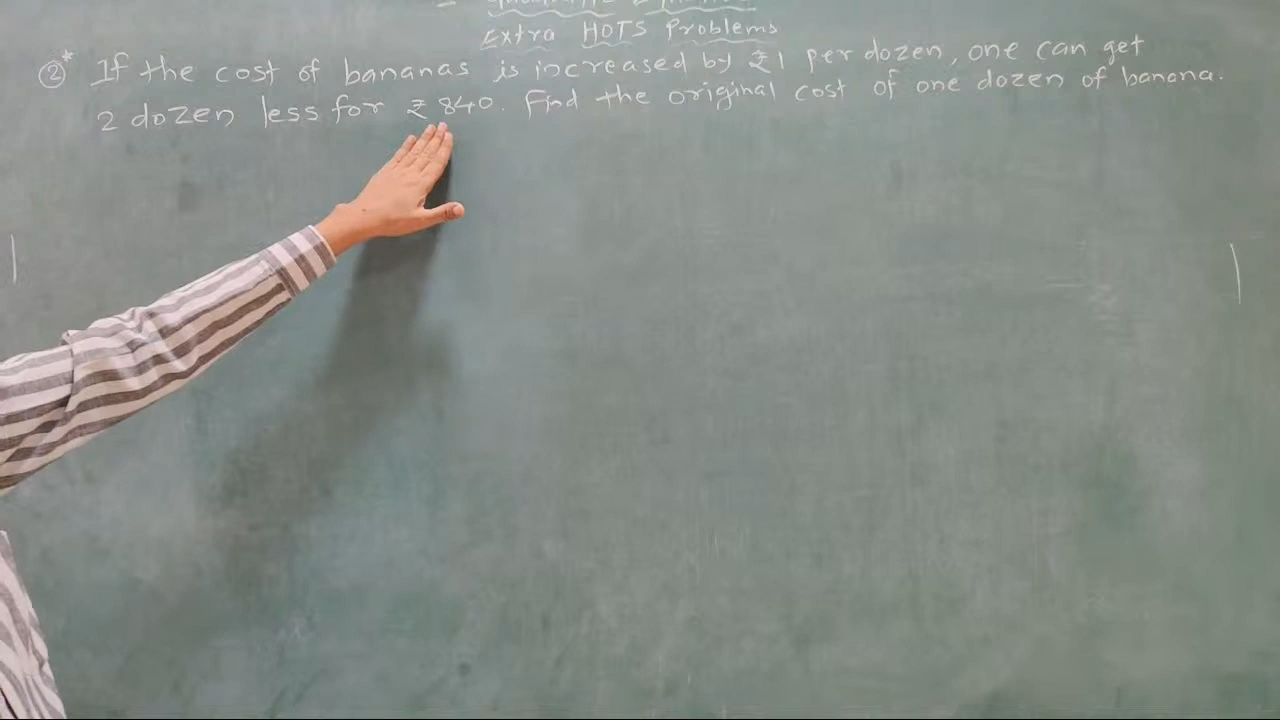 Extra HOTS Problems
②* If the cost of bananas is increased by ₹1 per dozen, one can get
2 dozen less for ₹840. Find the original cost of one dozen of banana.